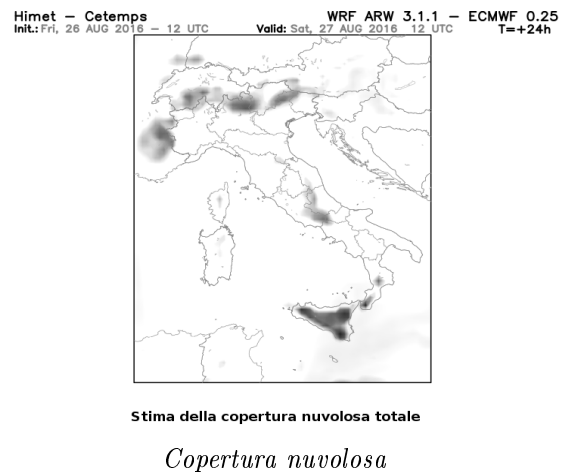 Himet – Cetemps WRF ARW 3.1.1 – ECMWF 0.25
Init.: Fri, 26 AUG 2016 – 12 UTC Valid: Sat, 27 AUG 2016 12 UTC T=+24h
Stima della copertura nuvolosa totale
Copertura nuvolosa